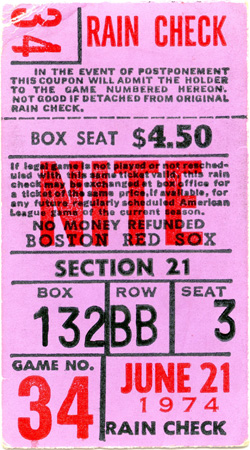 34
RAIN CHECK
IN THE EVENT OF POSTPONEMENT
THIS COUPON WILL ADMIT THE HOLDER
TO THE GAME NUMBERED HEREON.
NOT GOOD IF DETACHED FROM ORIGINAL
RAIN CHECK.
BOX SEAT $4.50
If legal game is not played or not resched-
uled with this same ticket valid, this rain
check may be exchanged at box office for
a ticket of the same price, if available, for
any future regularly scheduled American
League game of the current season.
NO MONEY REFUNDED
BOSTON RED SOX
SECTION 21
BOX ROW SEAT
132 BB 3
GAME NO.
34
JUNE 21
1974
RAIN CHECK